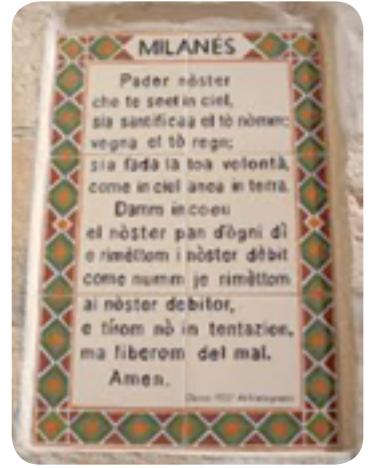 MILANES
Pader nòster
che te seet in ciel,
sia santificaa el tò nòmm;
vegna el tò regn;
sia fada la toa volontà,
come in ciel anca in terra.
Damm incoeu
el nòster pan d'ògni dì
e rimèttom i nòster dèbit
come numm je rimèttom
ai nòster debitor,
e tirom nò in tentazion,
ma liberom del mal.
Amen.